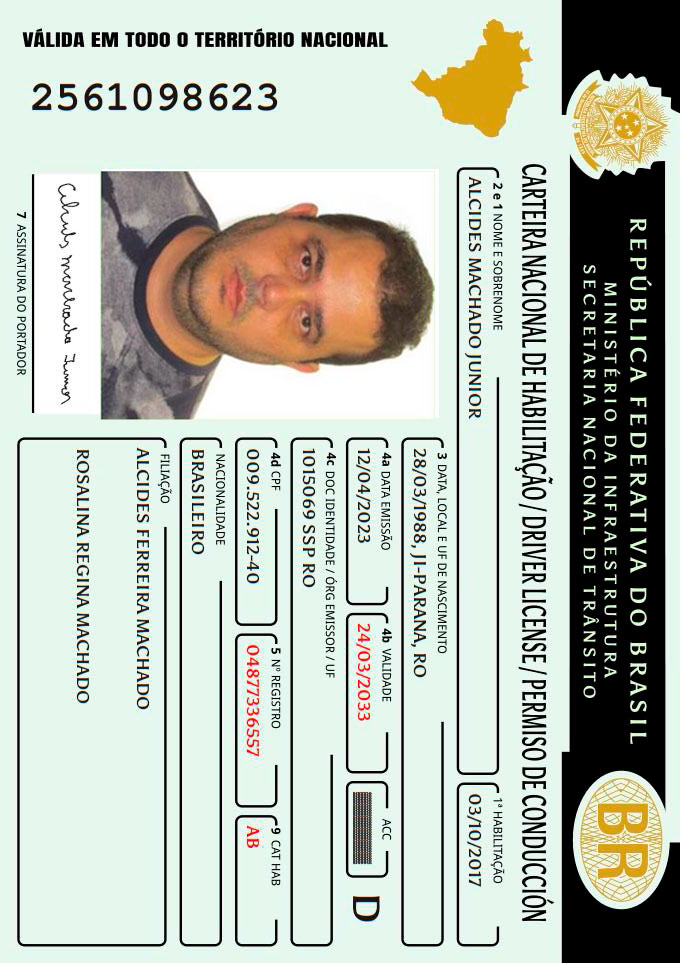 REPÚBLICA FEDERATIVA DO BRASIL
MINISTÉRIO DA INFRAESTRUTURA
SECRETARIA NACIONAL DE TRÂNSITO
BR
CARTEIRA NACIONAL DE HABILITAÇÃO / DRIVER LICENSE / PERMISO DE CONDUCCIÓN
2 e 1 NOME E SOBRENOME
ALCIDES MACHADO JUNIOR
1ª HABILITAÇÃO
03/10/2017
3 DATA, LOCAL E UF DE NASCIMENTO
28/03/1988, JI-PARANA, RO
4a DATA EMISSÃO
12/04/2023
4b VALIDADE
24/03/2033
ACC
D
4c DOC IDENTIDADE / ÓRG EMISSOR / UF
1015069 SSP RO
4d CPF
009.522.912-40
5 Nº REGISTRO
04877336557
9 CAT HAB
AB
NACIONALIDADE
BRASILEIRO
FILIAÇÃO
ALCIDES FERREIRA MACHADO
ROSALINA REGINA MACHADO
7 ASSINATURA DO PORTADOR
VÁLIDA EM TODO O TERRITÓRIO NACIONAL
2561098623